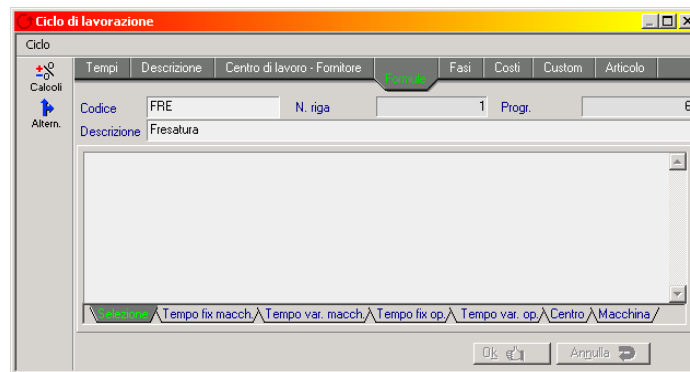 Ciclo di lavorazione
Ciclo
Calcoli
Altern.
Tempi Descrizione Centro di lavoro - Fornitore Formule Fasi Costi Custom Articolo
Codice FRE N. riga 1 Progr. 6
Descrizione Fresatura
Selezione Tempo fix macch. Tempo var. macch. Tempo fix op. Tempo var. op. Centro Macchina
Ok Annulla